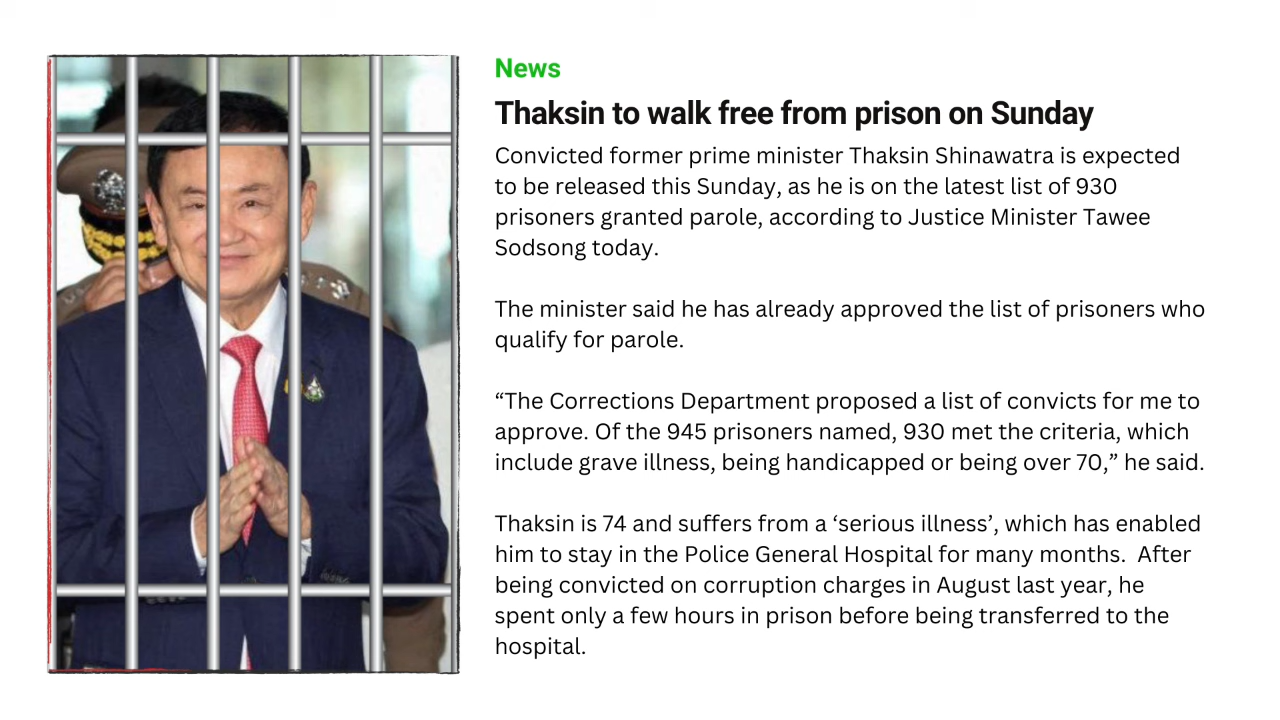 News
Thaksin to walk free from prison on Sunday
Convicted former prime minister Thaksin Shinawatra is expected
to be released this Sunday, as he is on the latest list of 930
prisoners granted parole, according to Justice Minister Tawee
Sodsong today.
The minister said he has already approved the list of prisoners who
qualify for parole.
“The Corrections Department proposed a list of convicts for me to
approve. Of the 945 prisoners named, 930 met the criteria, which
include grave illness, being handicapped or being over 70,” he said.
Thaksin is 74 and suffers from a ‘serious illness’, which has enabled
him to stay in the Police General Hospital for many months.  After
being convicted on corruption charges in August last year, he
spent only a few hours in prison before being transferred to the
hospital.